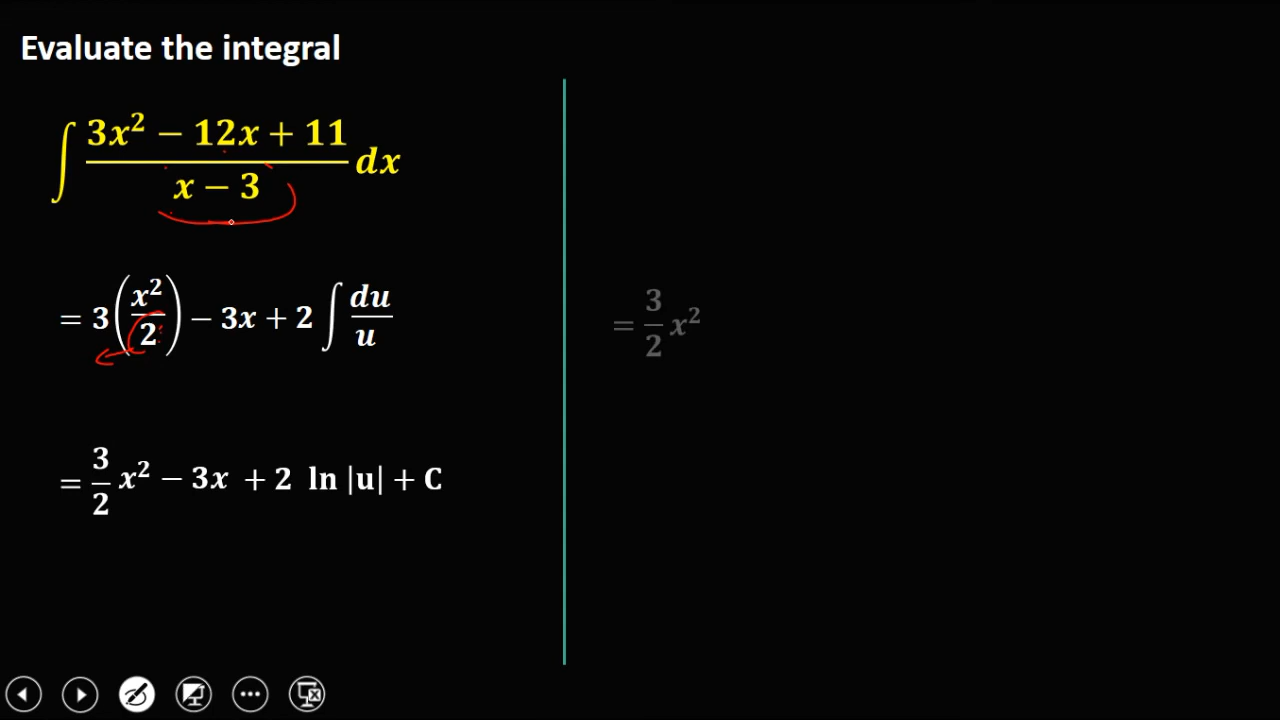 Evaluate the integral
∫ (3x² − 12x + 11)/(x − 3) dx
= 3(x²/2) − 3x + 2 ∫ du/u
= 3/2 x² − 3x + 2 ln |u| + C
= 3/2 x²